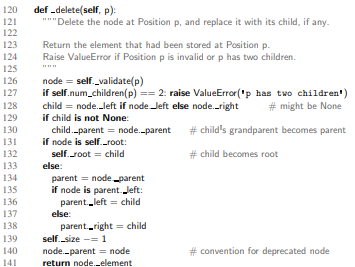 120 def _delete(self, p):
121 """Delete the node at Position p, and replace it with its child, if any.
122
123 Return the element that had been stored at Position p.
124 Raise ValueError if Position p is invalid or p has two children.
125 """
126 node = self._validate(p)
127 if self.num_children(p) == 2: raise ValueError('p has two children')
128 child = node._left if node._left else node._right # might be None
129 if child is not None:
130 child._parent = node._parent # child's grandparent becomes parent
131 if node is self._root:
132 self._root = child # child becomes root
133 else:
134 parent = node._parent
135 if node is parent._left:
136 parent._left = child
137 else:
138 parent._right = child
139 self._size −= 1
140 node._parent = node # convention for deprecated node
141 return node._element